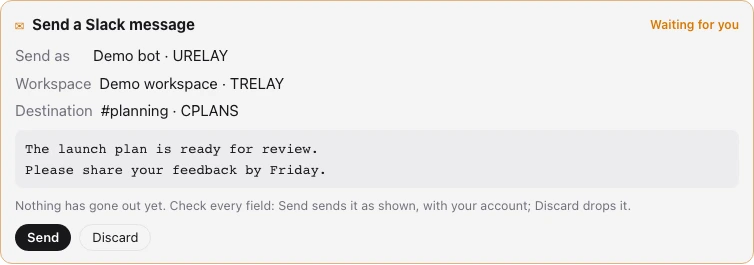 ✉ Send a Slack message
Waiting for you
Send as Demo bot · URELAY
Workspace Demo workspace · TRELAY
Destination #planning · CPLANS
The launch plan is ready for review.
Please share your feedback by Friday.
Nothing has gone out yet. Check every field: Send sends it as shown, with your account; Discard drops it.
Send Discard